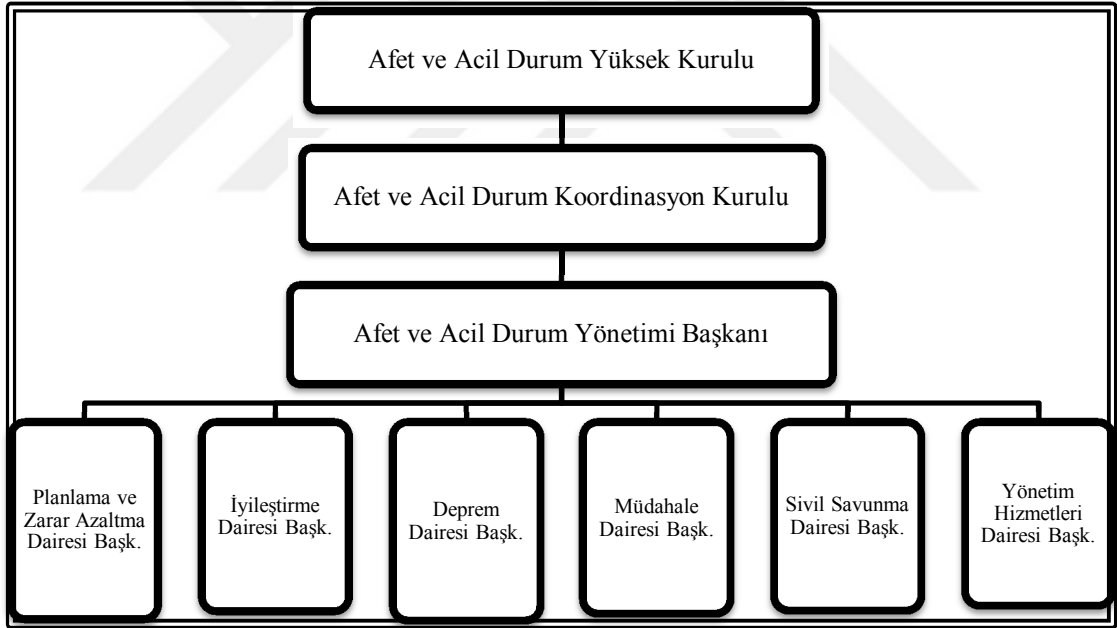 Afet ve Acil Durum Yüksek Kurulu
Afet ve Acil Durum Koordinasyon Kurulu
Afet ve Acil Durum Yönetimi Başkanı
Planlama ve
Zarar Azaltma
Dairesi Başk.
İyileştirme
Dairesi Başk.
Deprem
Dairesi Başk.
Müdahale
Dairesi Başk.
Sivil Savunma
Dairesi Başk.
Yönetim
Hizmetleri
Dairesi Başk.